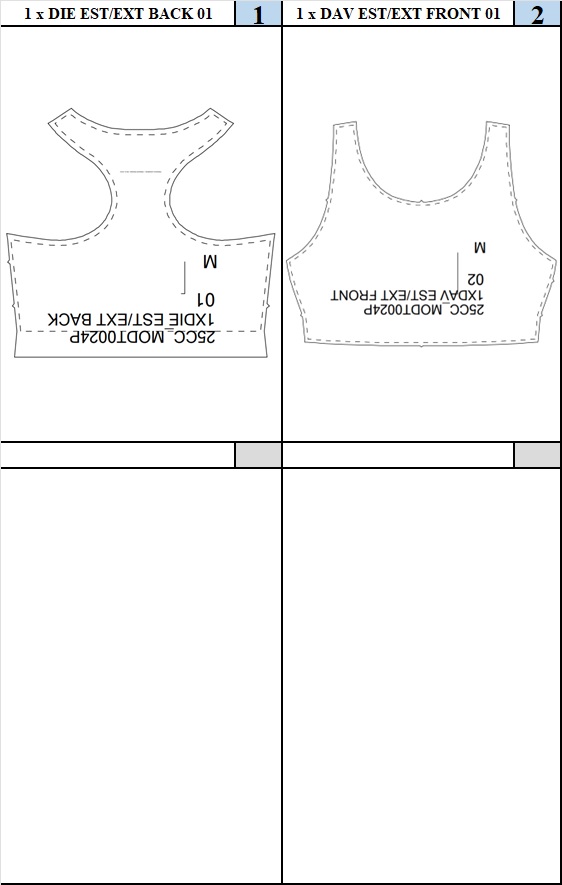 1 x DIE EST/EXT BACK 01
1
1 x DAV EST/EXT FRONT 01
2
25CC_MODT0024P
1XDIE EST/EXT BACK
01
M
25CC_MODT0024P
1XDAV EST/EXT FRONT
02
M